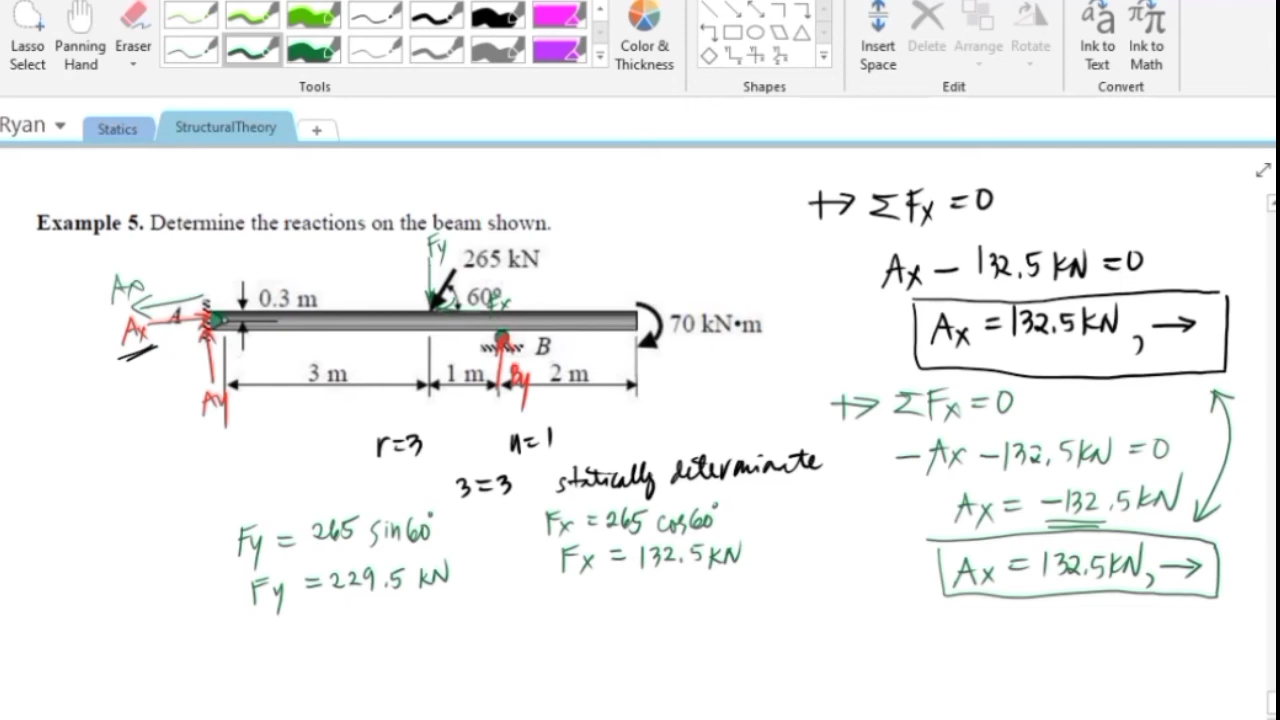 Lasso Select
Panning Hand
Eraser
Color & Thickness
Insert Space
Delete
Arrange
Rotate
Ink to Text
Ink to Math
Tools
Shapes
Edit
Convert
Ryan
Statics
StructuralTheory
+
Example 5. Determine the reactions on the beam shown.
Fy
265 kN
60°
Fx
0.3 m
A
Ax
Ay
70 kN•m
B
By
3 m
1 m
2 m
r=3
n=1
3=3 statically determinate
Fy = 265 sin60°
Fy = 229.5 kN
Fx = 265 cos60°
Fx = 132.5 kN
+→ ΣFx = 0
Ax - 132.5 kN = 0
Ax = 132.5 kN, →
+→ ΣFx = 0
-Ax - 132.5 kN = 0
Ax = -132.5 kN
Ax = 132.5 kN, →